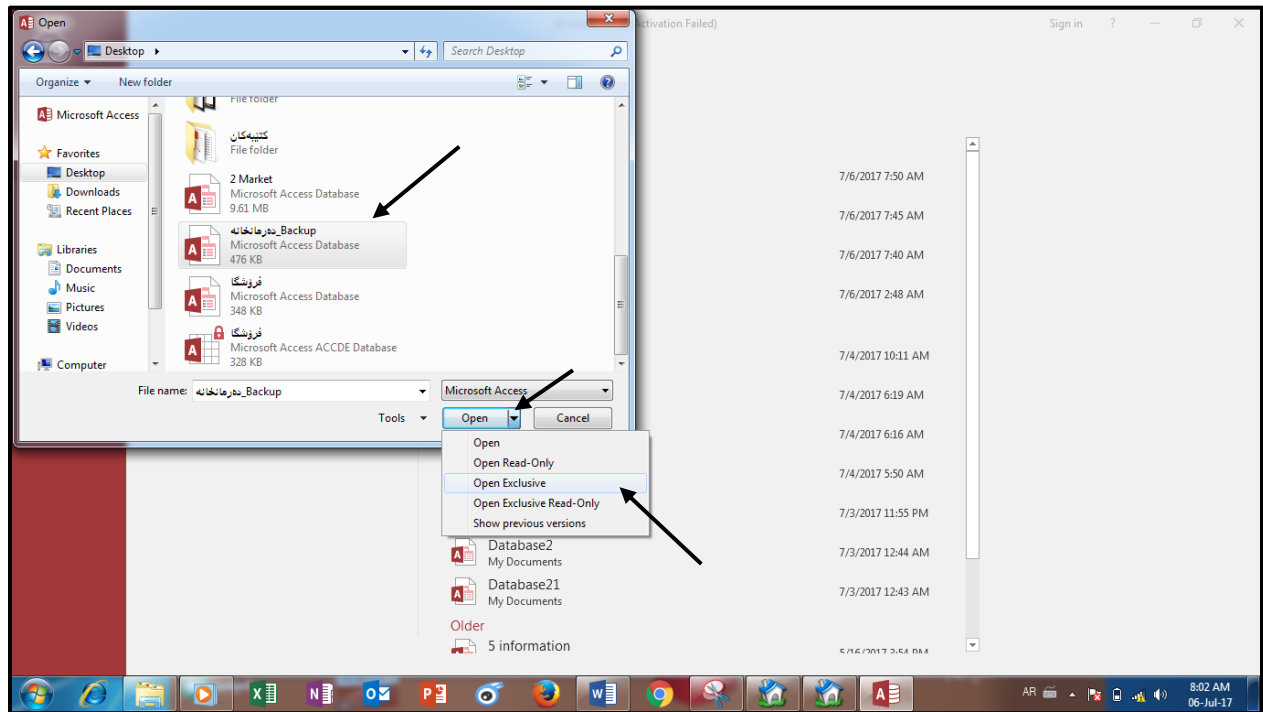 Open
ctivation Failed)
Sign in ?
Desktop
Search Desktop
Organize New folder
File folder
Microsoft Access
کتێبەکان
File folder
Favorites
Desktop
Downloads
Recent Places
2 Market
Microsoft Access Database
9.61 MB
دەرمانخانە_Backup
Microsoft Access Database
476 KB
Libraries
Documents
Music
Pictures
Videos
فرۆشگا
Microsoft Access Database
348 KB
فرۆشگا
Microsoft Access ACCDE Database
328 KB
Computer
File name: دەرمانخانە_Backup
Microsoft Access
Tools Open Cancel
Open
Open Read-Only
Open Exclusive
Open Exclusive Read-Only
Show previous versions
7/6/2017 7:50 AM
7/6/2017 7:45 AM
7/6/2017 7:40 AM
7/6/2017 2:48 AM
7/4/2017 10:11 AM
7/4/2017 6:19 AM
7/4/2017 6:16 AM
7/4/2017 5:50 AM
7/3/2017 11:55 PM
Database2 7/3/2017 12:44 AM
My Documents
Database21 7/3/2017 12:43 AM
My Documents
Older
5 information
5/16/2017 3:54 PM
AR 8:02 AM
06-Jul-17